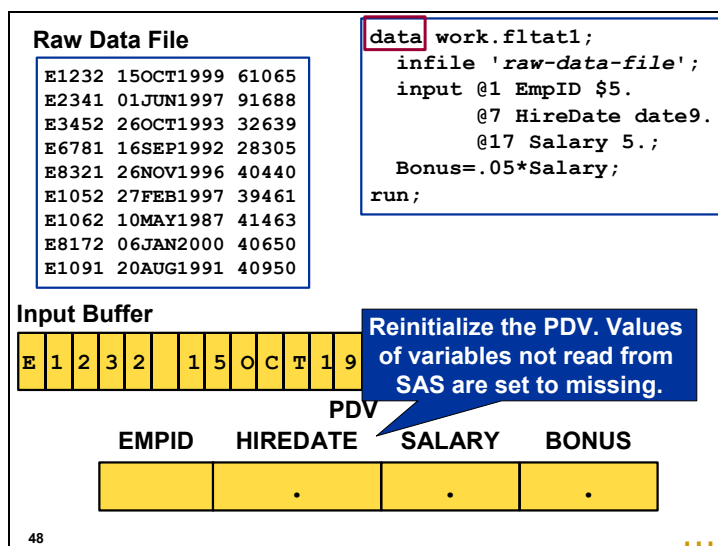 Raw Data File
E1232 15OCT1999 61065
E2341 01JUN1997 91688
E3452 26OCT1993 32639
E6781 16SEP1992 28305
E8321 26NOV1996 40440
E1052 27FEB1997 39461
E1062 10MAY1987 41463
E8172 06JAN2000 40650
E1091 20AUG1991 40950
data work.fltat1;
infile 'raw-data-file';
input @1 EmpID $5.
@7 HireDate date9.
@17 Salary 5.;
Bonus=.05*Salary;
run;
Input Buffer
E 1 2 3 2 1 5 O C T 1 9
Reinitialize the PDV. Values
of variables not read from
SAS are set to missing.
PDV
EMPID HIREDATE SALARY BONUS
. . .
48
...